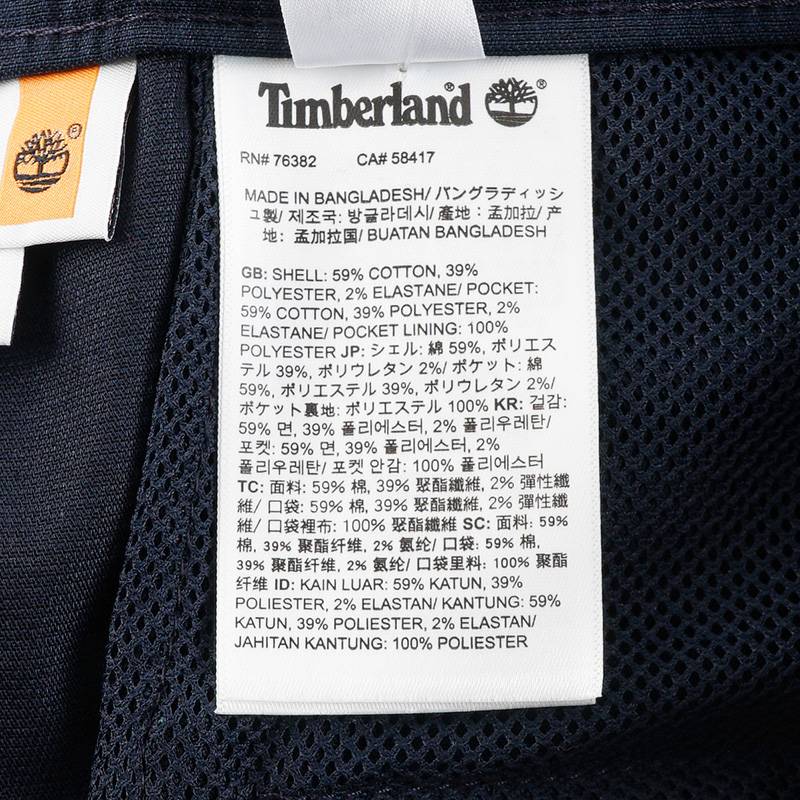 Timberland® ®
RN# 76382 CA# 58417
MADE IN BANGLADESH/ バングラディッシ
ュ製/ 제조국: 방글라데시/ 產地：孟加拉/ 产
地：孟加拉国/ BUATAN BANGLADESH
GB: SHELL: 59% COTTON, 39%
POLYESTER, 2% ELASTANE/ POCKET:
59% COTTON, 39% POLYESTER, 2%
ELASTANE/ POCKET LINING: 100%
POLYESTER JP: シェル: 綿 59%, ポリエス
テル 39%, ポリウレタン 2%/ ポケット: 綿
59%, ポリエステル 39%, ポリウレタン 2%/
ポケット裏地: ポリエステル 100% KR: 겉감:
59% 면, 39% 폴리에스터, 2% 폴리우레탄/
포켓: 59% 면, 39% 폴리에스터, 2%
폴리우레탄/ 포켓 안감: 100% 폴리에스터
TC: 面料: 59% 棉, 39% 聚酯纖維, 2% 彈性纖
維/ 口袋: 59% 棉, 39% 聚酯纖維, 2% 彈性纖
維/ 口袋裡布: 100% 聚酯纖維 SC: 面料: 59%
棉, 39% 聚酯纤维, 2% 氨纶/ 口袋: 59% 棉,
39% 聚酯纤维, 2% 氨纶/ 口袋里料: 100% 聚酯
纤维 ID: KAIN LUAR: 59% KATUN, 39%
POLIESTER, 2% ELASTAN/ KANTUNG: 59%
KATUN, 39% POLIESTER, 2% ELASTAN/
JAHITAN KANTUNG: 100% POLIESTER